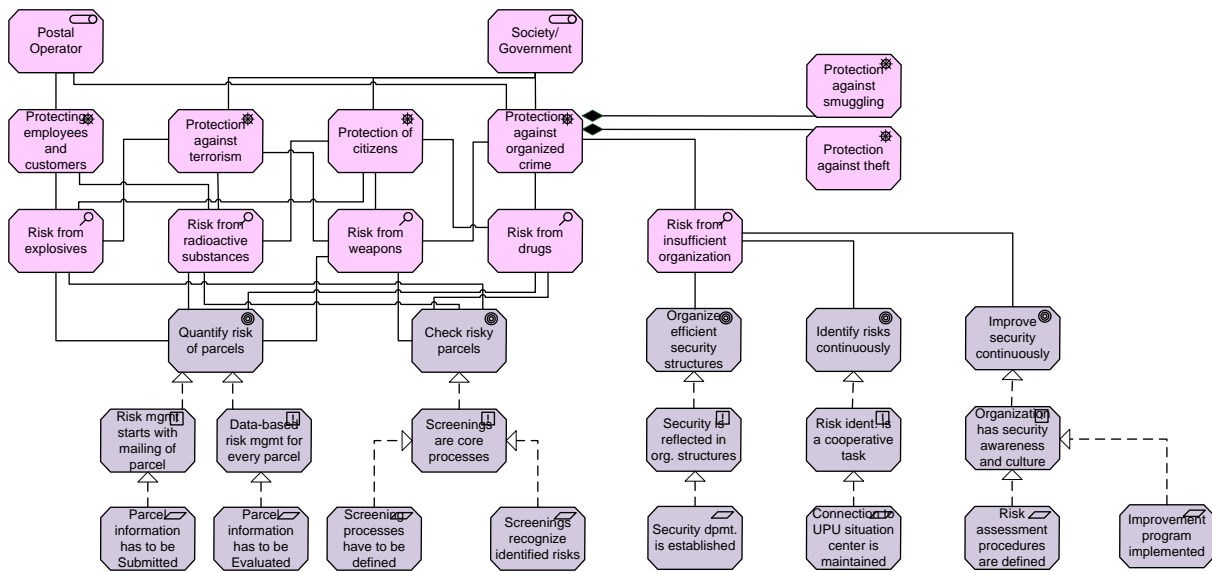 Postal
Operator
Society/
Government
Protection
against
smuggling
Protecting
employees
and
customers
Protection
against
terrorism
Protection of
citizens
Protection
against
organized
crime
Protection
against theft
Risk from
explosives
Risk from
radioactive
substances
Risk from
weapons
Risk from
drugs
Risk from
insufficient
organization
Quantify risk
of parcels
Check risky
parcels
Organize
efficient
security
structures
Identify risks
continuously
Improve
security
continuously
Risk mgmt
starts with
mailing of
parcel
Data-based
risk mgmt for
every parcel
Screenings
are core
processes
Security is
reflected in
org. structures
Risk ident. is
a cooperative
task
Organization
has security
awareness
and culture
Parcel
information
has to be
Submitted
Parcel
information
has to be
Evaluated
Screening
processes
have to be
defined
Screenings
recognize
identified risks
Security dpmt.
is established
Connection to
UPU situation
center is
maintained
Risk
assessment
procedures
are defined
Improvement
program
implemented